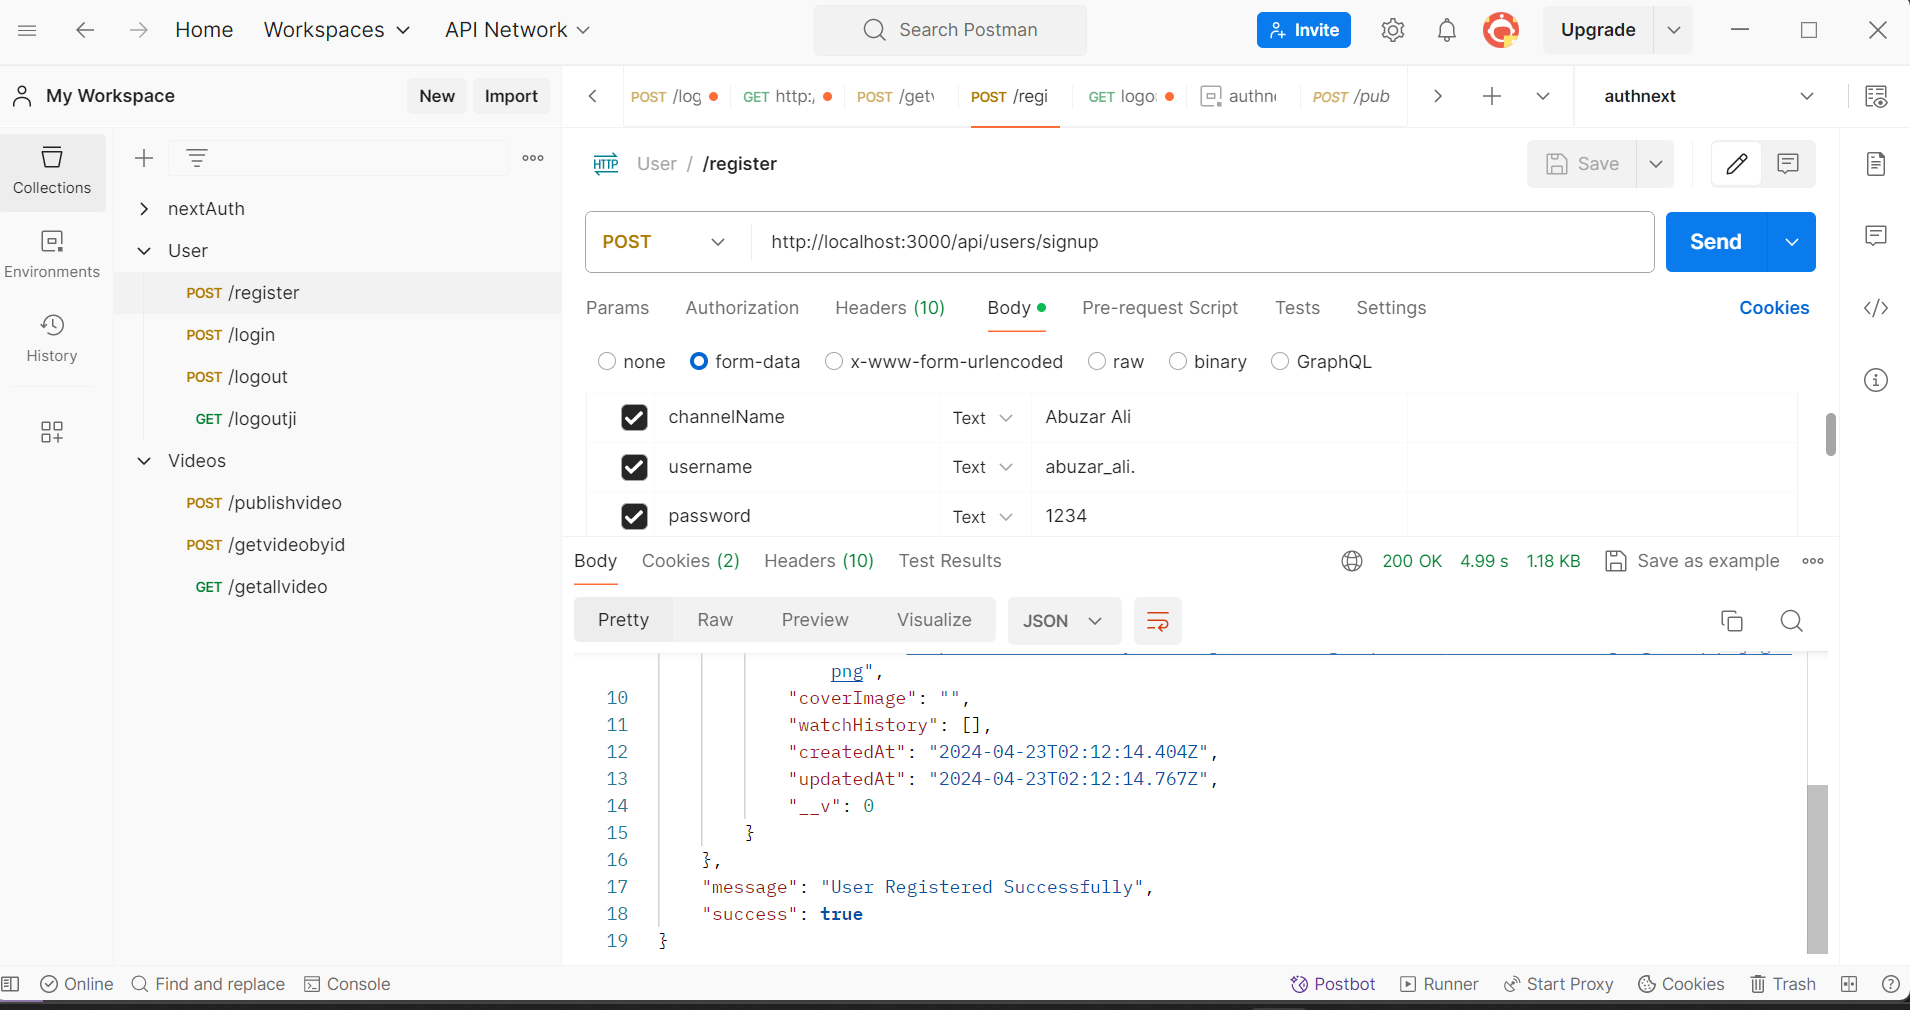 Home Workspaces API Network Search Postman Invite Upgrade
My Workspace New Import POST /log GET http:/ POST /getv POST /regi GET logo authne POST /pub authnext
Collections
Environments
History
nextAuth
User
POST /register
POST /login
POST /logout
GET /logoutji
Videos
POST /publishvideo
POST /getvideobyid
GET /getallvideo
HTTP User / /register Save
POST http://localhost:3000/api/users/signup Send
Params Authorization Headers (10) Body Pre-request Script Tests Settings Cookies
none form-data x-www-form-urlencoded raw binary GraphQL
channelName Text Abuzar Ali
username Text abuzar_ali.
password Text 1234
Body Cookies (2) Headers (10) Test Results 200 OK 4.99 s 1.18 KB Save as example
Pretty Raw Preview Visualize JSON
png",
10 "coverImage": "",
11 "watchHistory": [],
12 "createdAt": "2024-04-23T02:12:14.404Z",
13 "updatedAt": "2024-04-23T02:12:14.767Z",
14 "__v": 0
15 }
16 },
17 "message": "User Registered Successfully",
18 "success": true
19 }
Online Find and replace Console Postbot Runner Start Proxy Cookies Trash